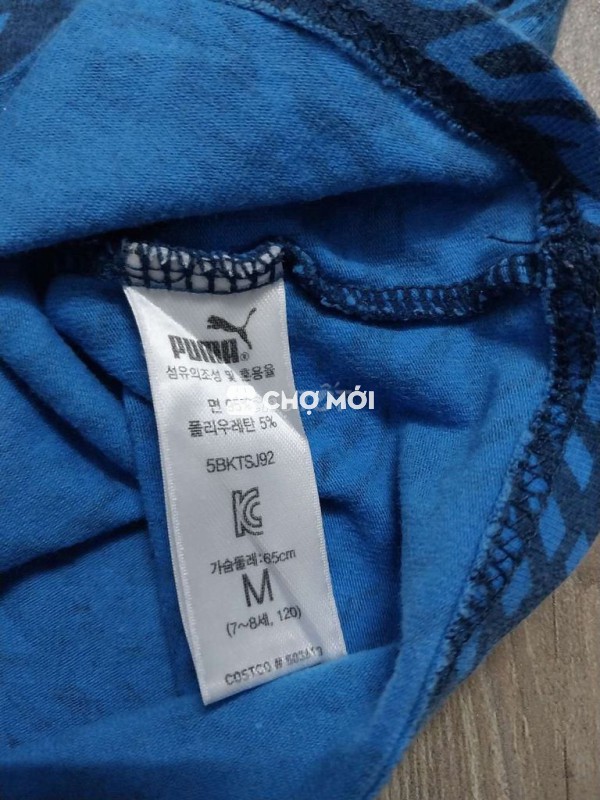 PUMA®
섬유의조성 및 혼용율
면
CHỢ MỚI
폴리우레탄 5%
5BKTSJ92
가슴둘레:65cm
M
(7~8세, 120)
COSTCO #